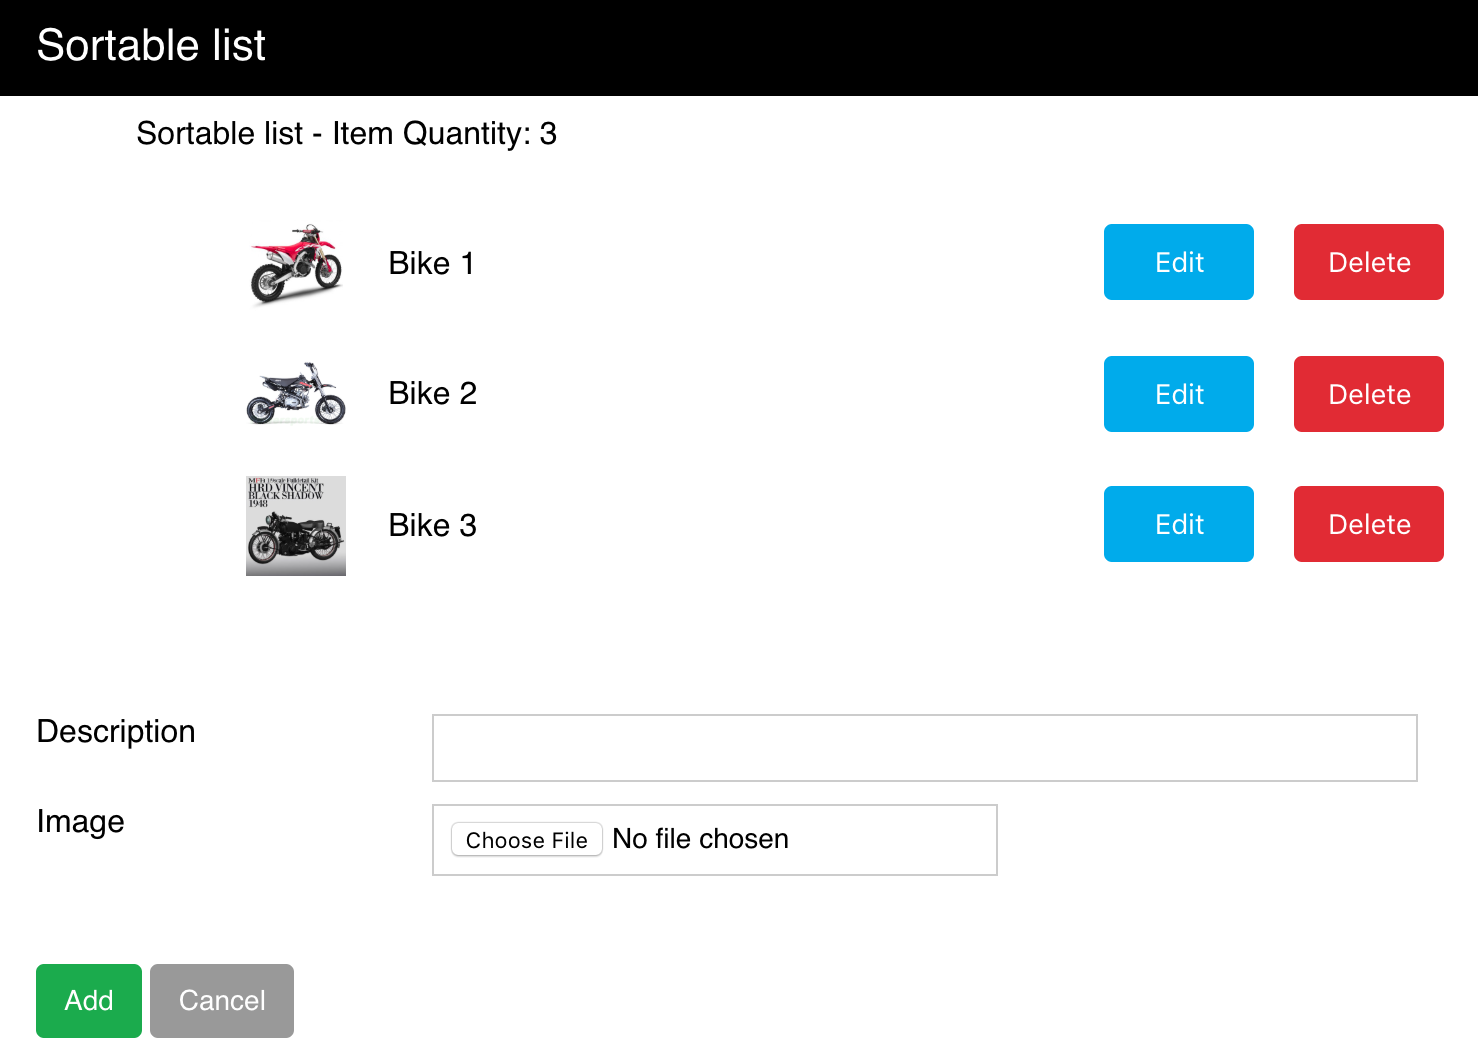 Sortable list
Sortable list - Item Quantity: 3
Bike 1
Edit
Delete
Bike 2
Edit
Delete
HRD VINCENT
BLACK SHADOW
1948
Bike 3
Edit
Delete
Description
Image
Choose File No file chosen
Add
Cancel